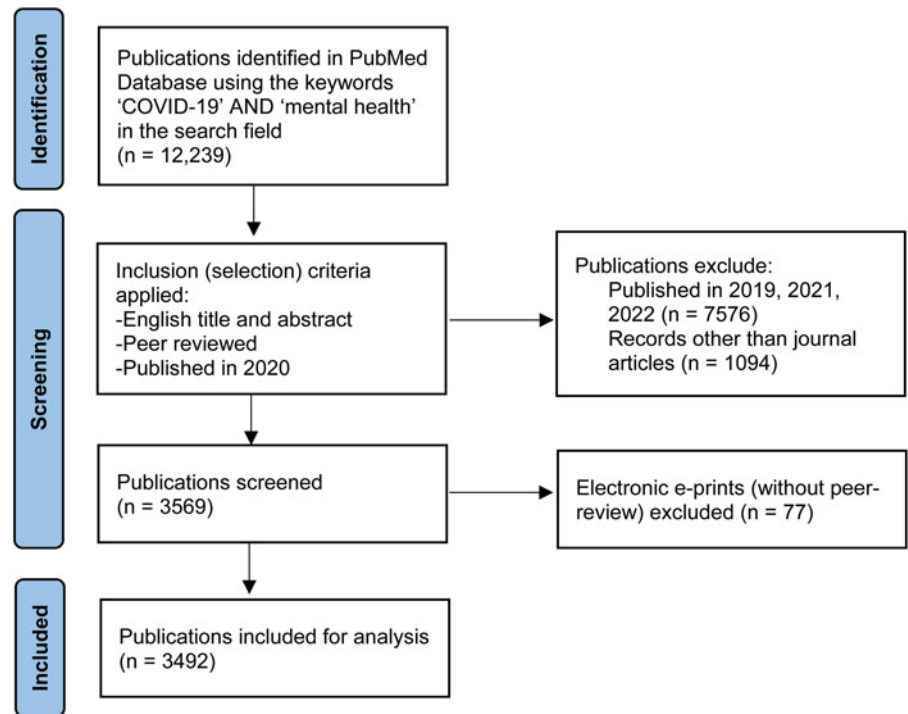 Identification
Publications identified in PubMed
Database using the keywords
‘COVID-19’ AND ‘mental health’
in the search field
(n = 12,239)
Screening
Inclusion (selection) criteria
applied:
-English title and abstract
-Peer reviewed
-Published in 2020
Publications exclude:
Published in 2019, 2021,
2022 (n = 7576)
Records other than journal
articles (n = 1094)
Publications screened
(n = 3569)
Electronic e-prints (without peer-
review) excluded (n = 77)
Included
Publications included for analysis
(n = 3492)